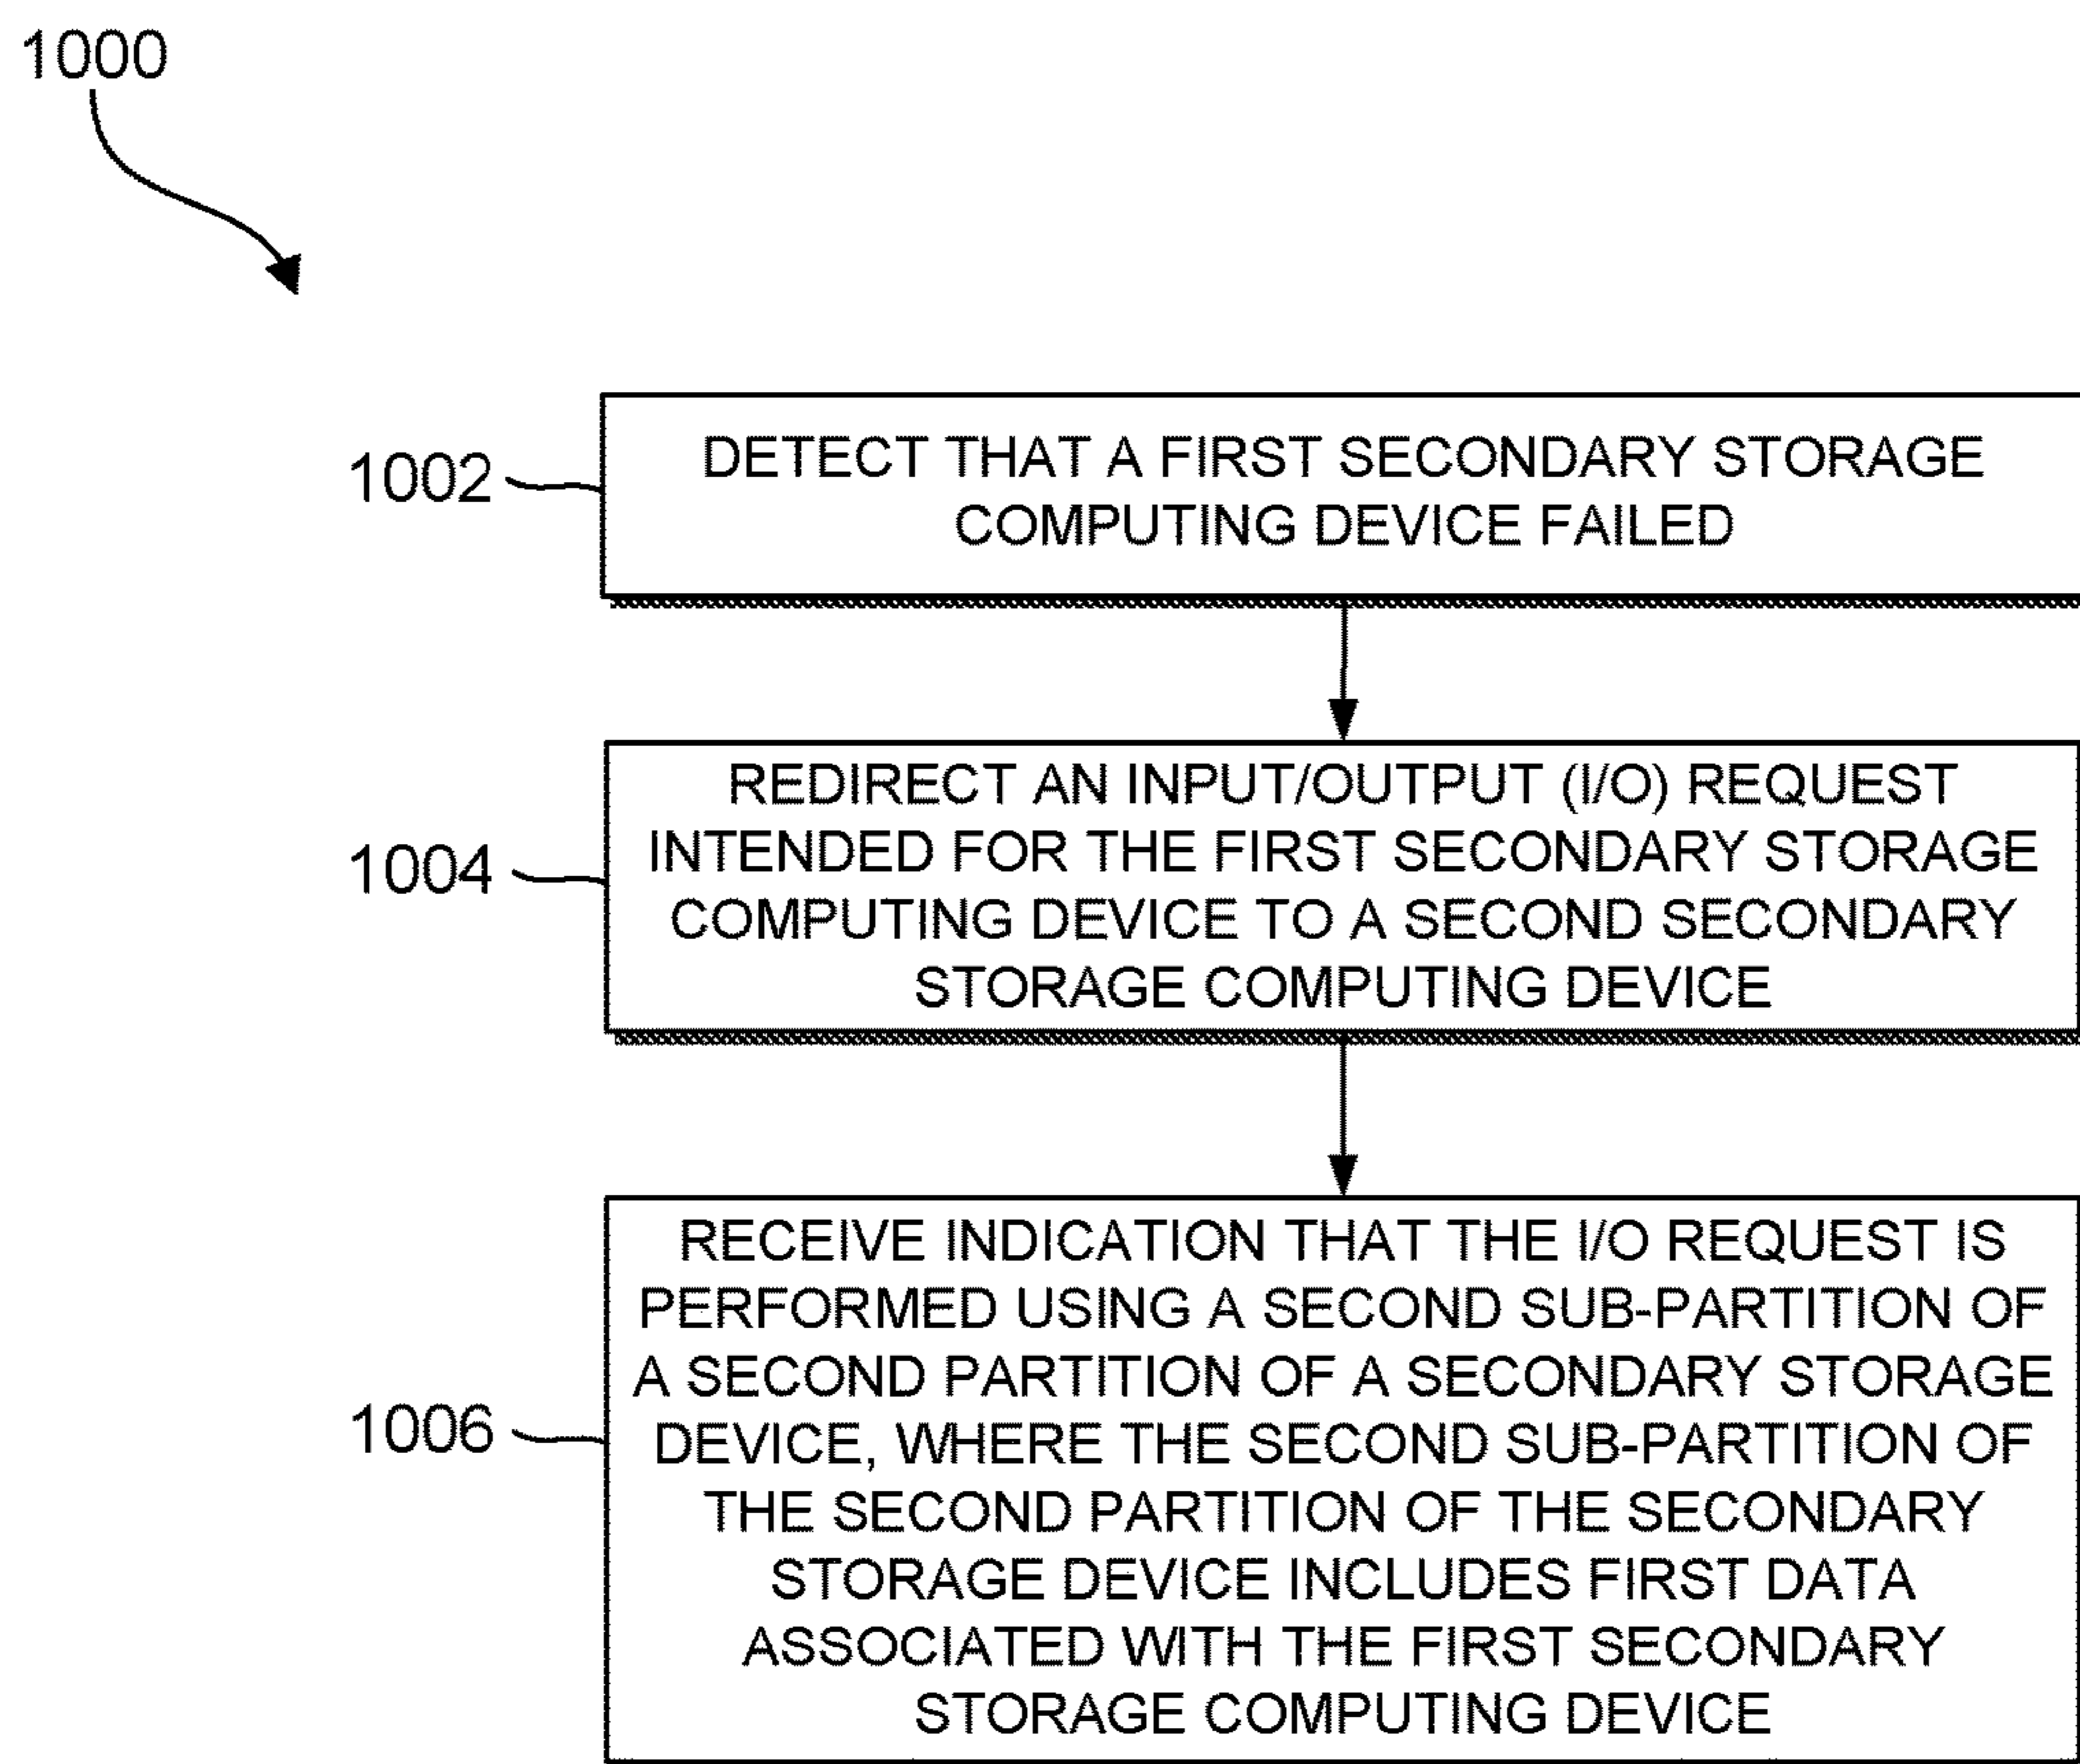 1000
1002
DETECT THAT A FIRST SECONDARY STORAGE
COMPUTING DEVICE FAILED
1004
REDIRECT AN INPUT/OUTPUT (I/O) REQUEST
INTENDED FOR THE FIRST SECONDARY STORAGE
COMPUTING DEVICE TO A SECOND SECONDARY
STORAGE COMPUTING DEVICE
1006
RECEIVE INDICATION THAT THE I/O REQUEST IS
PERFORMED USING A SECOND SUB-PARTITION OF
A SECOND PARTITION OF A SECONDARY STORAGE
DEVICE, WHERE THE SECOND SUB-PARTITION OF
THE SECOND PARTITION OF THE SECONDARY
STORAGE DEVICE INCLUDES FIRST DATA
ASSOCIATED WITH THE FIRST SECONDARY
STORAGE COMPUTING DEVICE